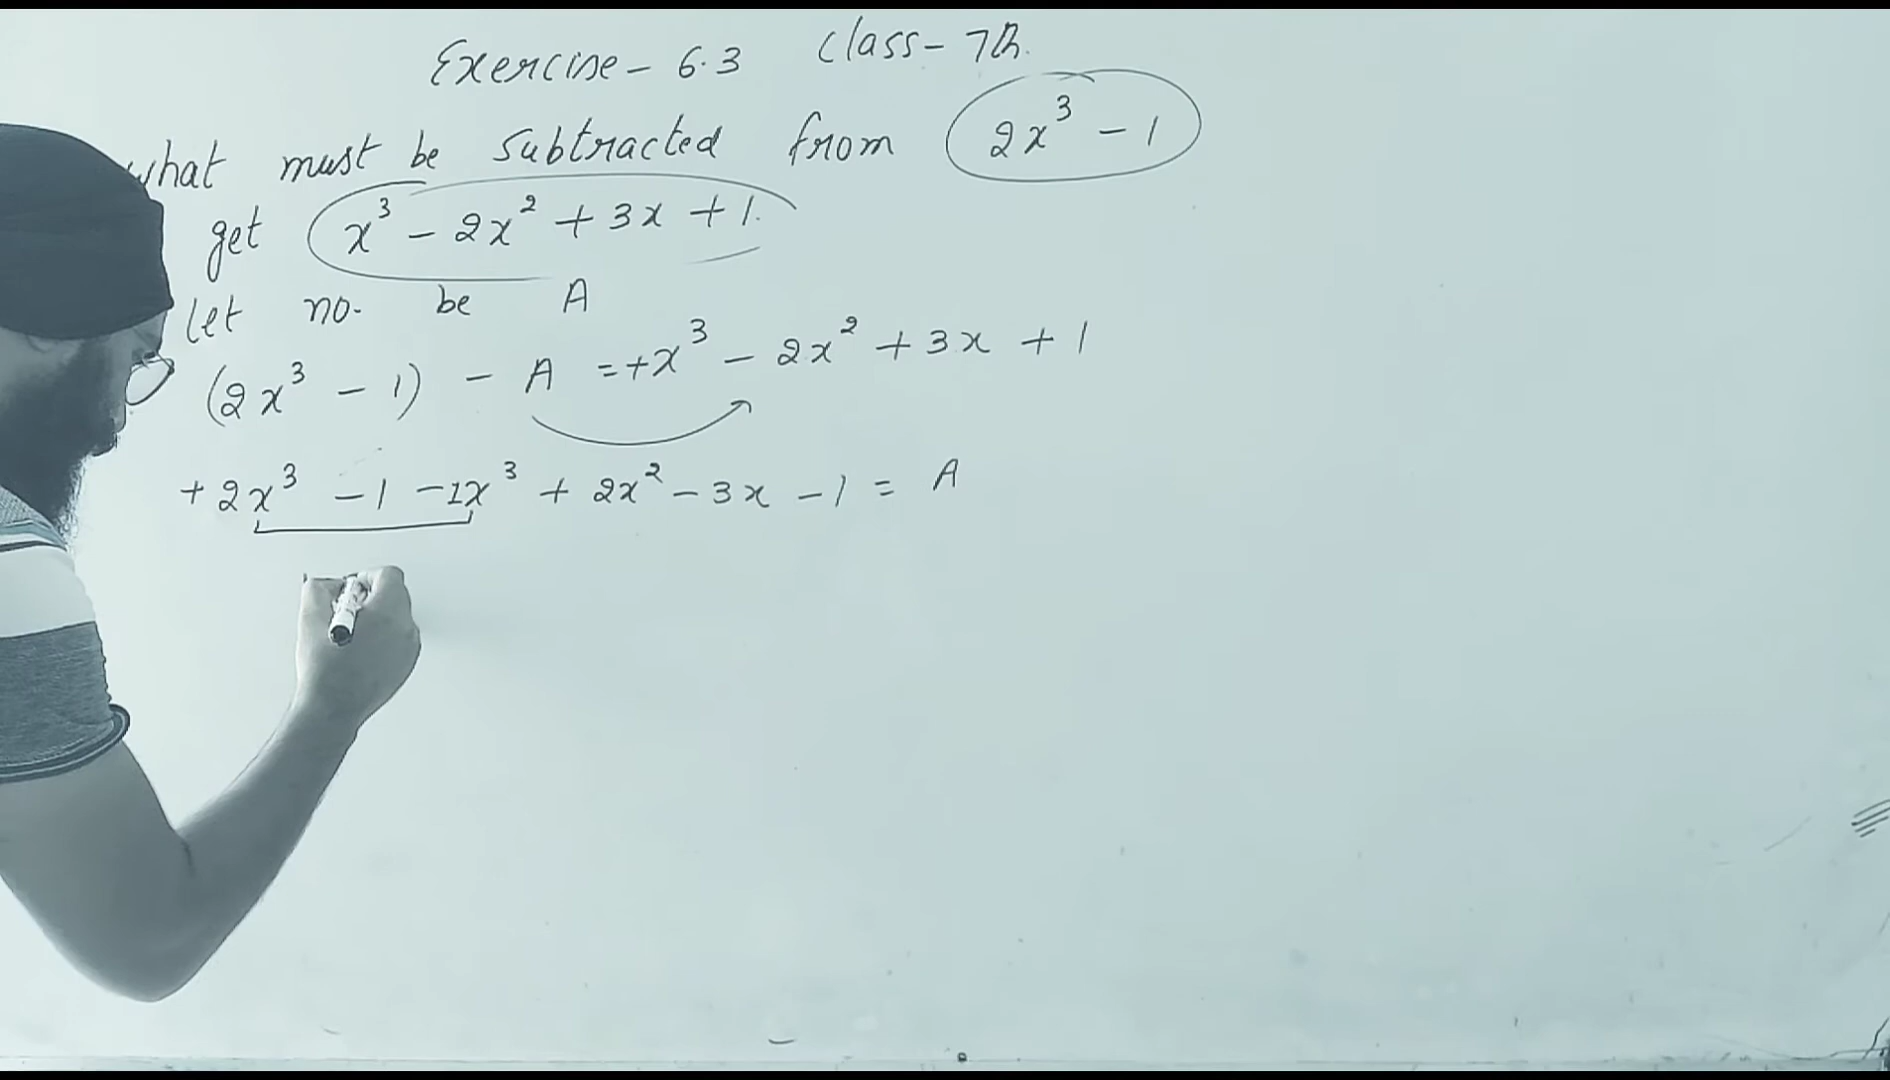 Exercise - 6.3 Class - 7th.
what must be subtracted from 2x³ - 1
get x³ - 2x² + 3x + 1.
let no. be A
(2x³ - 1) - A = +x³ - 2x² + 3x + 1
+2x³ - 1 - 1x³ + 2x² - 3x - 1 = A